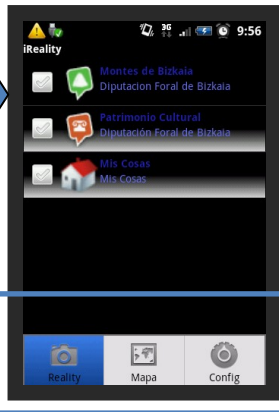 3G 9:56
iReality
Montes de Bizkaia
Diputacion Foral de Bizkaia
Patrimonio Cultural
Diputación Foral de Bizkaia
Mis Cosas
Mis Cosas
Reality Mapa Config